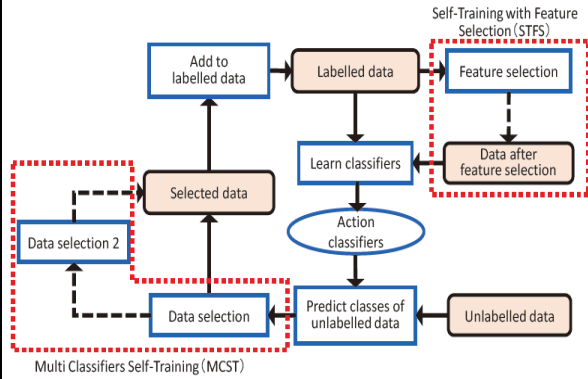 Self-Training with Feature
Selection（STFS）
Add to
labelled data
Labelled data
Feature selection
Learn classifiers
Data after
feature selection
Selected data
Action
classifiers
Data selection 2
Data selection
Predict classes of
unlabelled data
Unlabelled data
Multi Classifiers Self-Training（MCST）